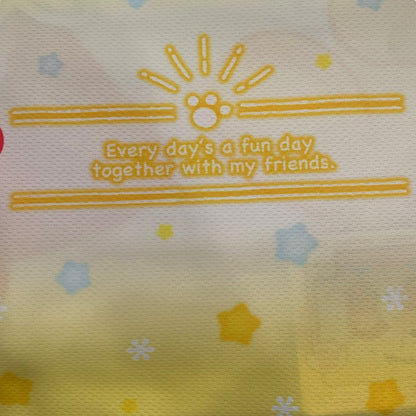 Every day's a fun day
together with my friends.